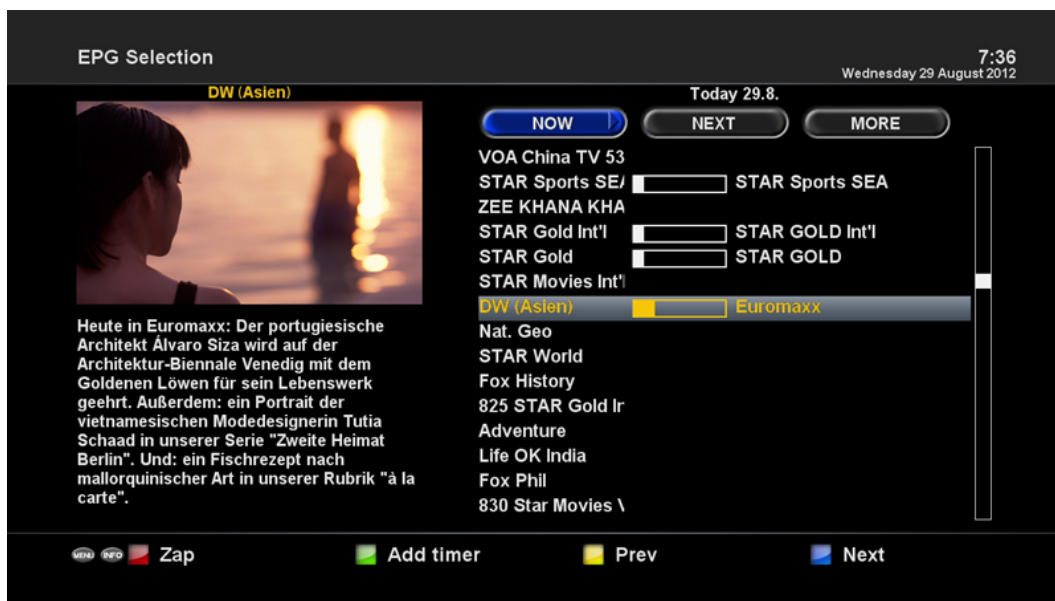 EPG Selection
7:36
Wednesday 29 August 2012
DW (Asien)
Today 29.8.
NOW
NEXT
MORE
VOA China TV 53
STAR Sports SEA STAR Sports SEA
ZEE KHANA KHA
STAR Gold Int'l STAR GOLD Int'l
STAR Gold STAR GOLD
STAR Movies Int'l
DW (Asien) Euromaxx
Nat. Geo
STAR World
Fox History
825 STAR Gold Ir
Adventure
Life OK India
Fox Phil
830 Star Movies \
Heute in Euromaxx: Der portugiesische
Architekt Álvaro Siza wird auf der
Architektur-Biennale Venedig mit dem
Goldenen Löwen für sein Lebenswerk
geehrt. Außerdem: ein Portrait der
vietnamesischen Modedesignerin Tutia
Schaad in unserer Serie "Zweite Heimat
Berlin". Und: ein Fischrezept nach
mallorquinischer Art in unserer Rubrik "à la
carte".
MENU INFO Zap
Add timer
Prev
Next